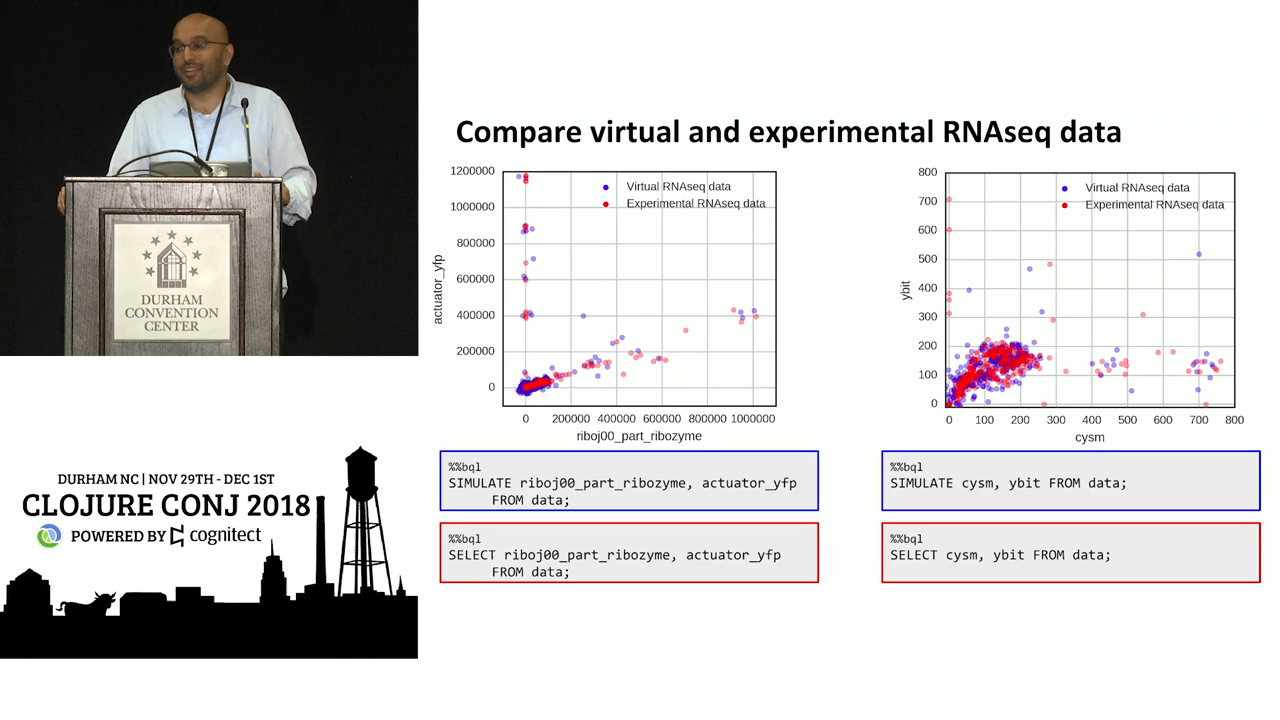 DURHAM
CONVENTION
CENTER
DURHAM NC | NOV 29TH - DEC 1ST
CLOJURE CONJ 2018
POWERED BY cognitect
Compare virtual and experimental RNAseq data
1200000
1000000
800000
600000
400000
200000
0
actuator_yfp
Virtual RNAseq data
Experimental RNAseq data
0 200000 400000 600000 800000 1000000
riboj00_part_ribozyme
800
700
600
500
400
300
200
100
0
ybit
Virtual RNAseq data
Experimental RNAseq data
0 100 200 300 400 500 600 700 800
cysm
%%bql
SIMULATE riboj00_part_ribozyme, actuator_yfp
FROM data;
%%bql
SELECT riboj00_part_ribozyme, actuator_yfp
FROM data;
%%bql
SIMULATE cysm, ybit FROM data;
%%bql
SELECT cysm, ybit FROM data;